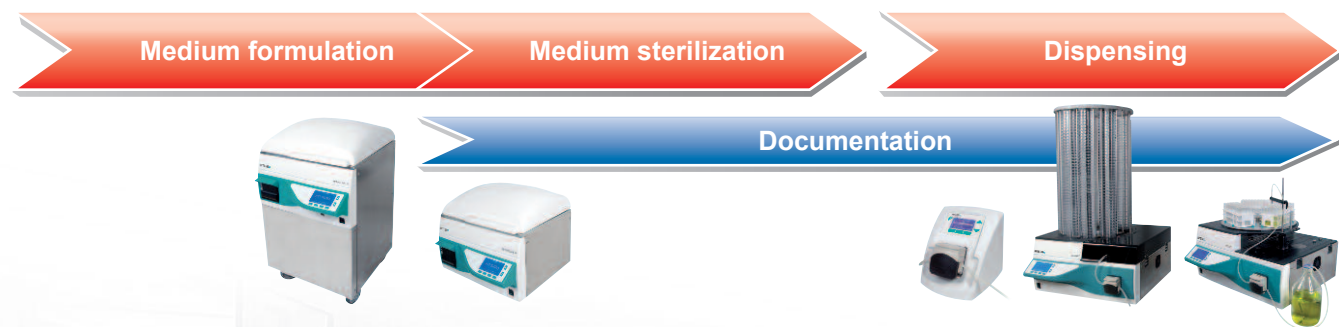 Medium formulation
Medium sterilization
Dispensing
Documentation